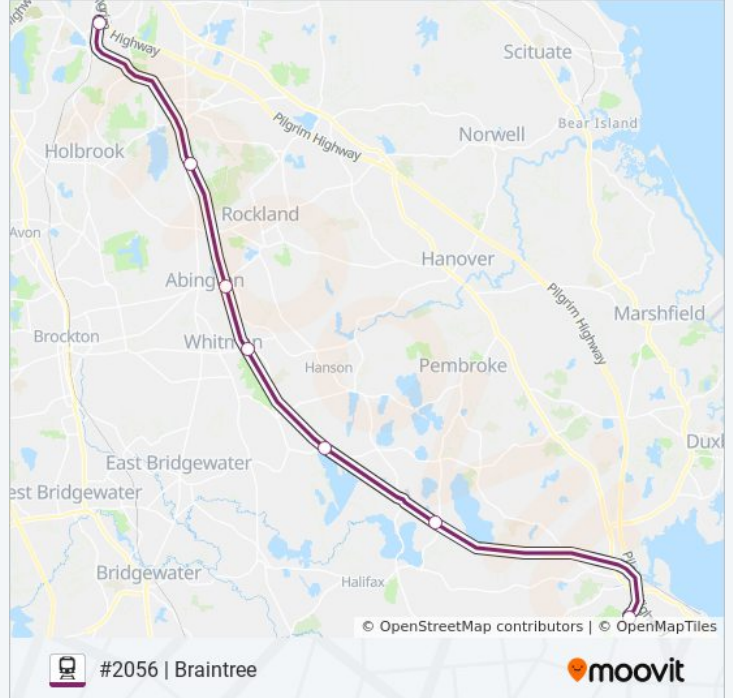 Highway
Scituate
Pilgrim Highway
Norwell
Bear Island
Holbrook
Rockland
Avon
Hanover
Abington
Pilgrim Highway
Marshfield
Brockton
Whitman
Hanson
Pembroke
Duxb
East Bridgewater
est Bridgewater
Bridgewater
Halifax
© OpenStreetMap contributors | © OpenMapTiles
#2056 | Braintree
moovit